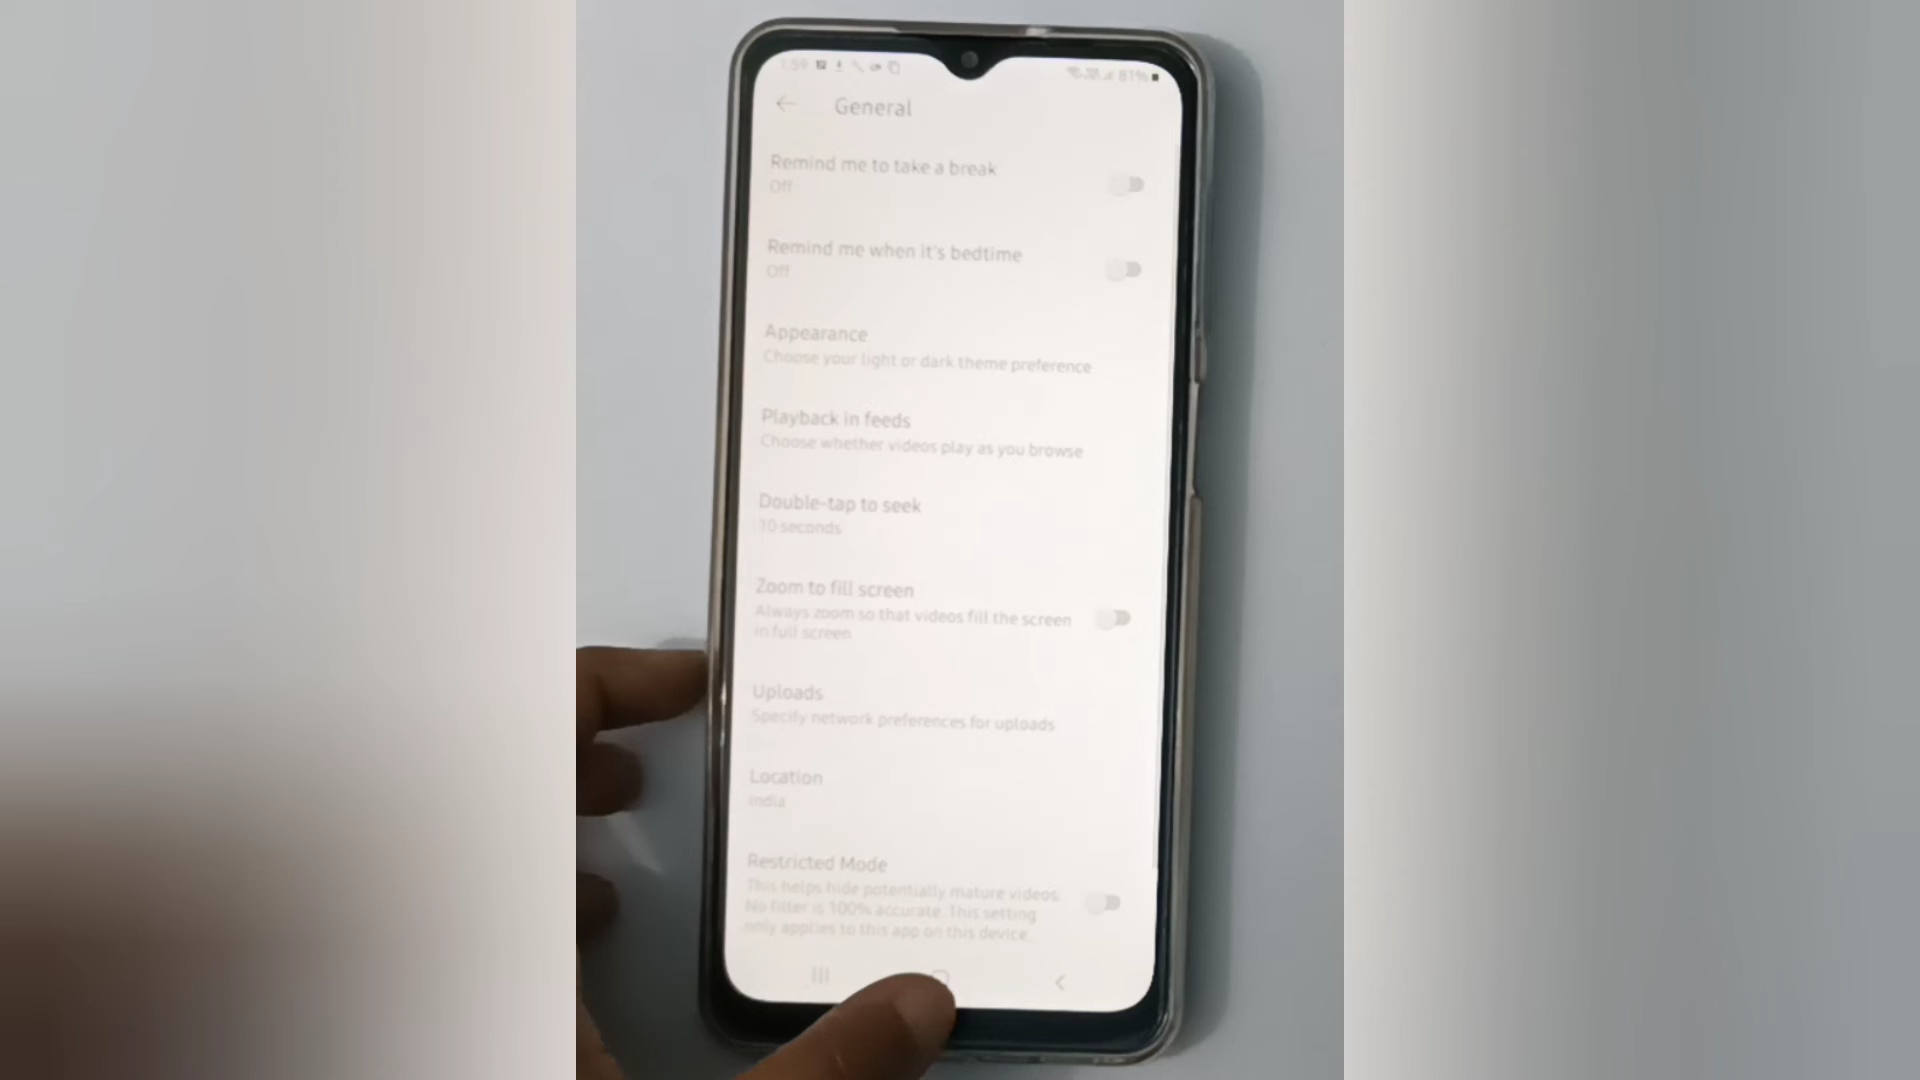 1:59 81%
General
Remind me to take a break
Off
Remind me when it's bedtime
Off
Appearance
Choose your light or dark theme preference
Playback in feeds
Choose whether videos play as you browse
Double-tap to seek
10 seconds
Zoom to fill screen
Always zoom so that videos fill the screen
in full screen
Uploads
Specify network preferences for uploads
Location
India
Restricted Mode
This helps hide potentially mature videos.
No filter is 100% accurate. This setting
only applies to this app on this device.